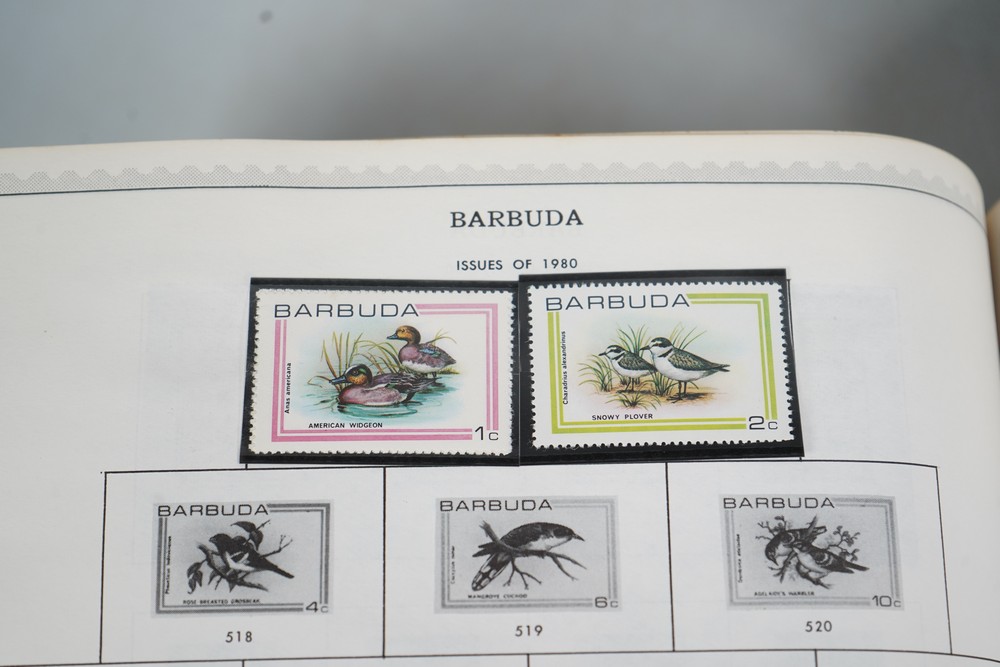 BARBUDA
ISSUES OF 1980
BARBUDA
Anas americana
AMERICAN WIDGEON
1c
BARBUDA
Charadrius alexandrinus
SNOWY PLOVER
2c
BARBUDA
ROSE-BREASTED GROSBEAK
4c
518
BARBUDA
MANGROVE CUCKOO
6c
519
BARBUDA
WARBLER
10c
520